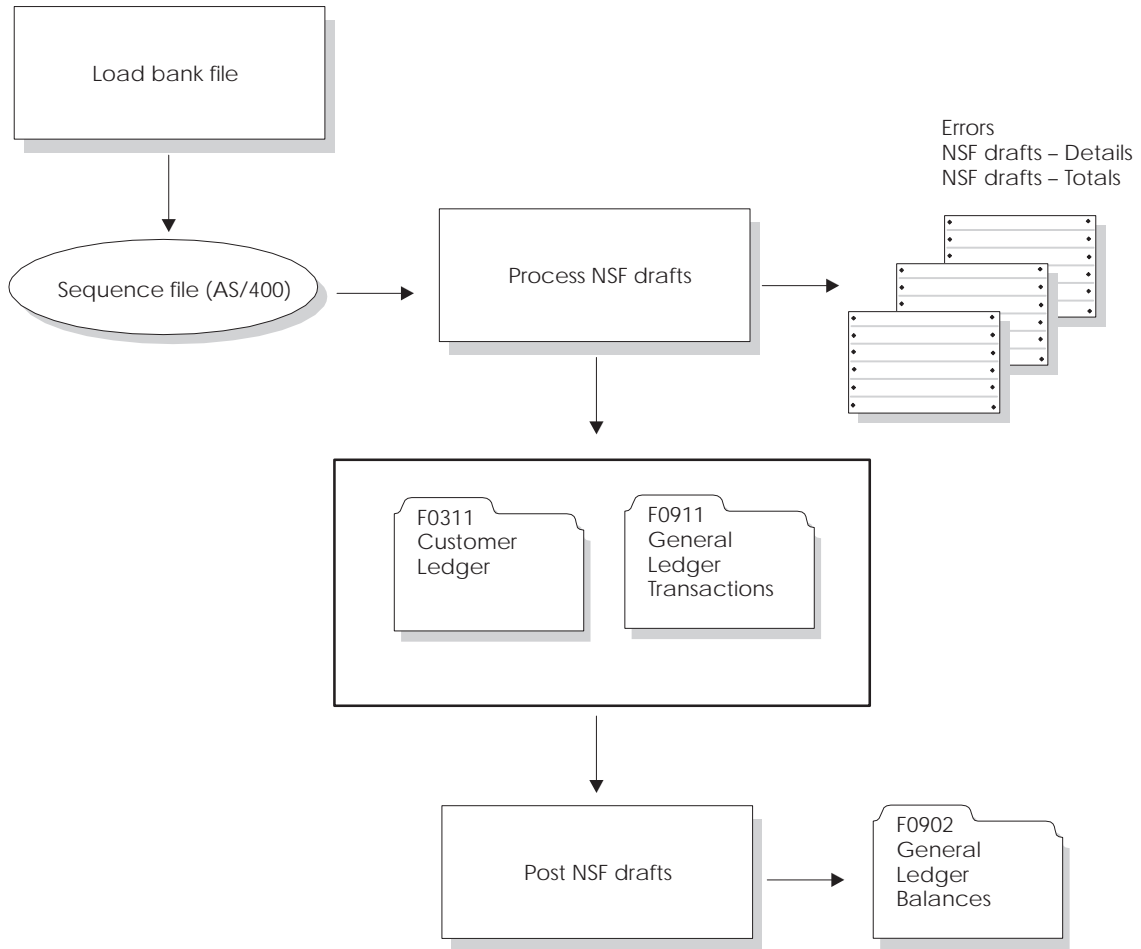 Load bank file
Errors
NSF drafts – Details
NSF drafts – Totals
Sequence file (AS/400)
Process NSF drafts
F0311
Customer
Ledger
F0911
General
Ledger
Transactions
Post NSF drafts
F0902
General
Ledger
Balances